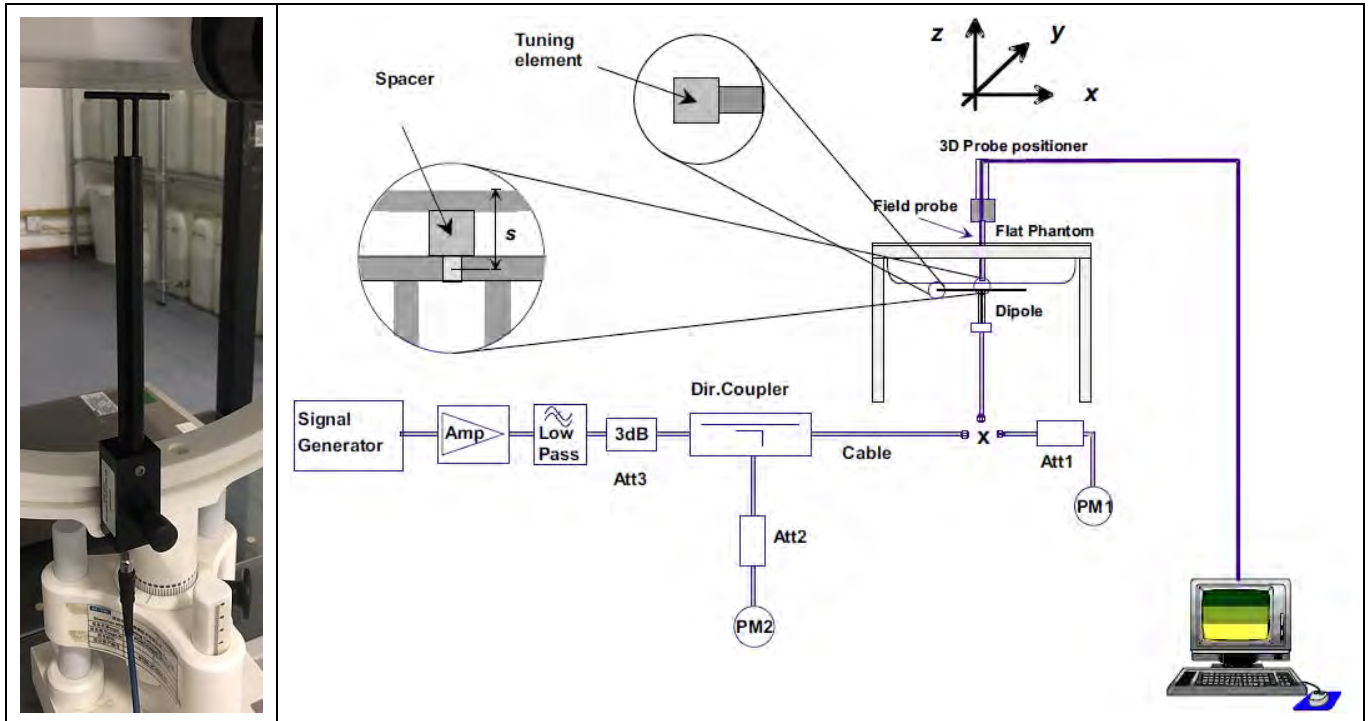 Tuning
element
Spacer
s
z
y
x
3D Probe positioner
Field probe
Flat Phantom
Dipole
Dir.Coupler
Signal
Generator
Amp
Low
Pass
3dB
Att3
Cable
x
Att1
PM1
Att2
PM2